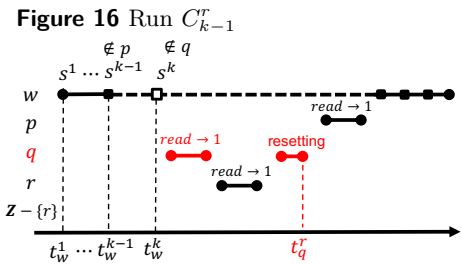 Figure 16 Run $C^r_{k-1}$
∉ p ∉ q
$s^1$ ⋯ $s^{k-1}$ $s^k$
w
read → 1
p
read → 1 resetting
q
read → 1
r
Z − {r}
$t^1_w$ ⋯ $t^{k-1}_w$ $t^k_w$ $t^r_q$